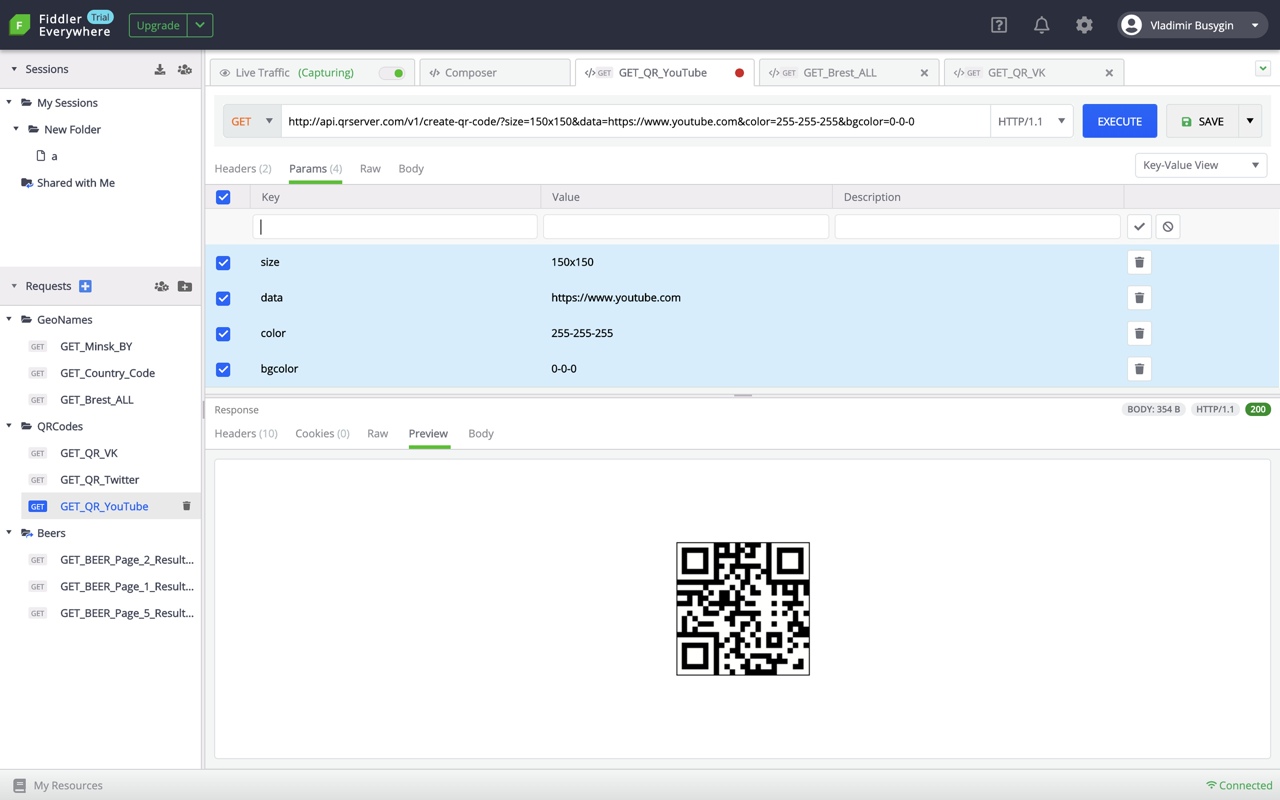 Fiddler Trial
Everywhere
Upgrade
Vladimir Busygin
Sessions
My Sessions
New Folder
a
Shared with Me
Requests
GeoNames
GET GET_Minsk_BY
GET GET_Country_Code
GET GET_Brest_ALL
QRCodes
GET GET_QR_VK
GET GET_QR_Twitter
GET GET_QR_YouTube
Beers
GET GET_BEER_Page_2_Result...
GET GET_BEER_Page_1_Result...
GET GET_BEER_Page_5_Result...
Live Traffic (Capturing)
Composer
GET GET_QR_YouTube
GET GET_Brest_ALL
GET GET_QR_VK
GET http://api.qrserver.com/v1/create-qr-code/?size=150x150&data=https://www.youtube.com&color=255-255-255&bgcolor=0-0-0 HTTP/1.1 EXECUTE SAVE
Headers (2) Params (4) Raw Body Key-Value View
Key Value Description
size 150x150
data https://www.youtube.com
color 255-255-255
bgcolor 0-0-0
Response BODY: 354 B HTTP/1.1 200
Headers (10) Cookies (0) Raw Preview Body
My Resources Connected